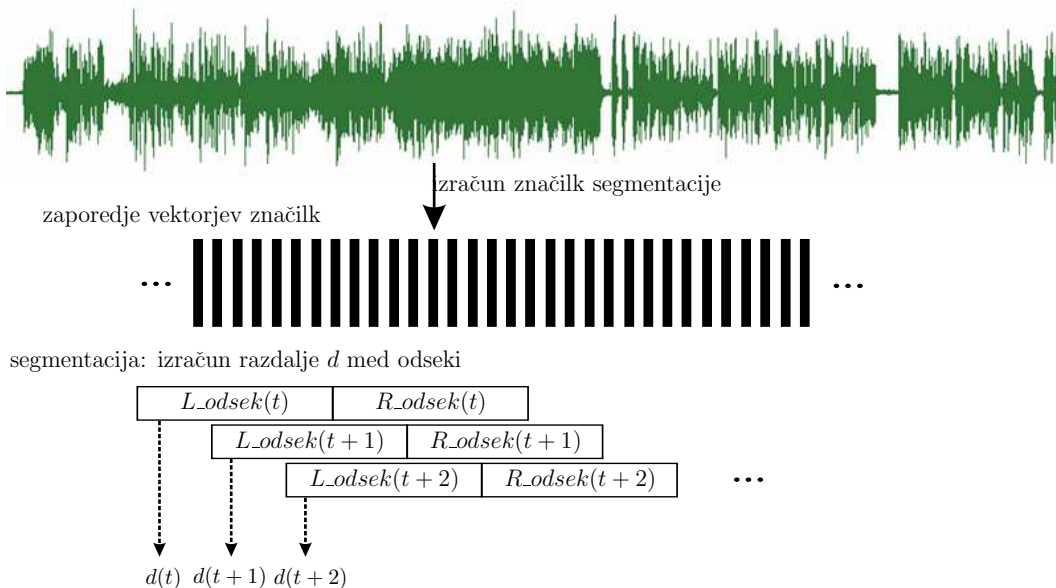 izračun značilk segmentacije
zaporedje vektorjev značilk
...
...
segmentacija: izračun razdalje d med odseki
L_odsek(t) R_odsek(t)
L_odsek(t + 1) R_odsek(t + 1)
L_odsek(t + 2) R_odsek(t + 2) ...
d(t) d(t + 1) d(t + 2)